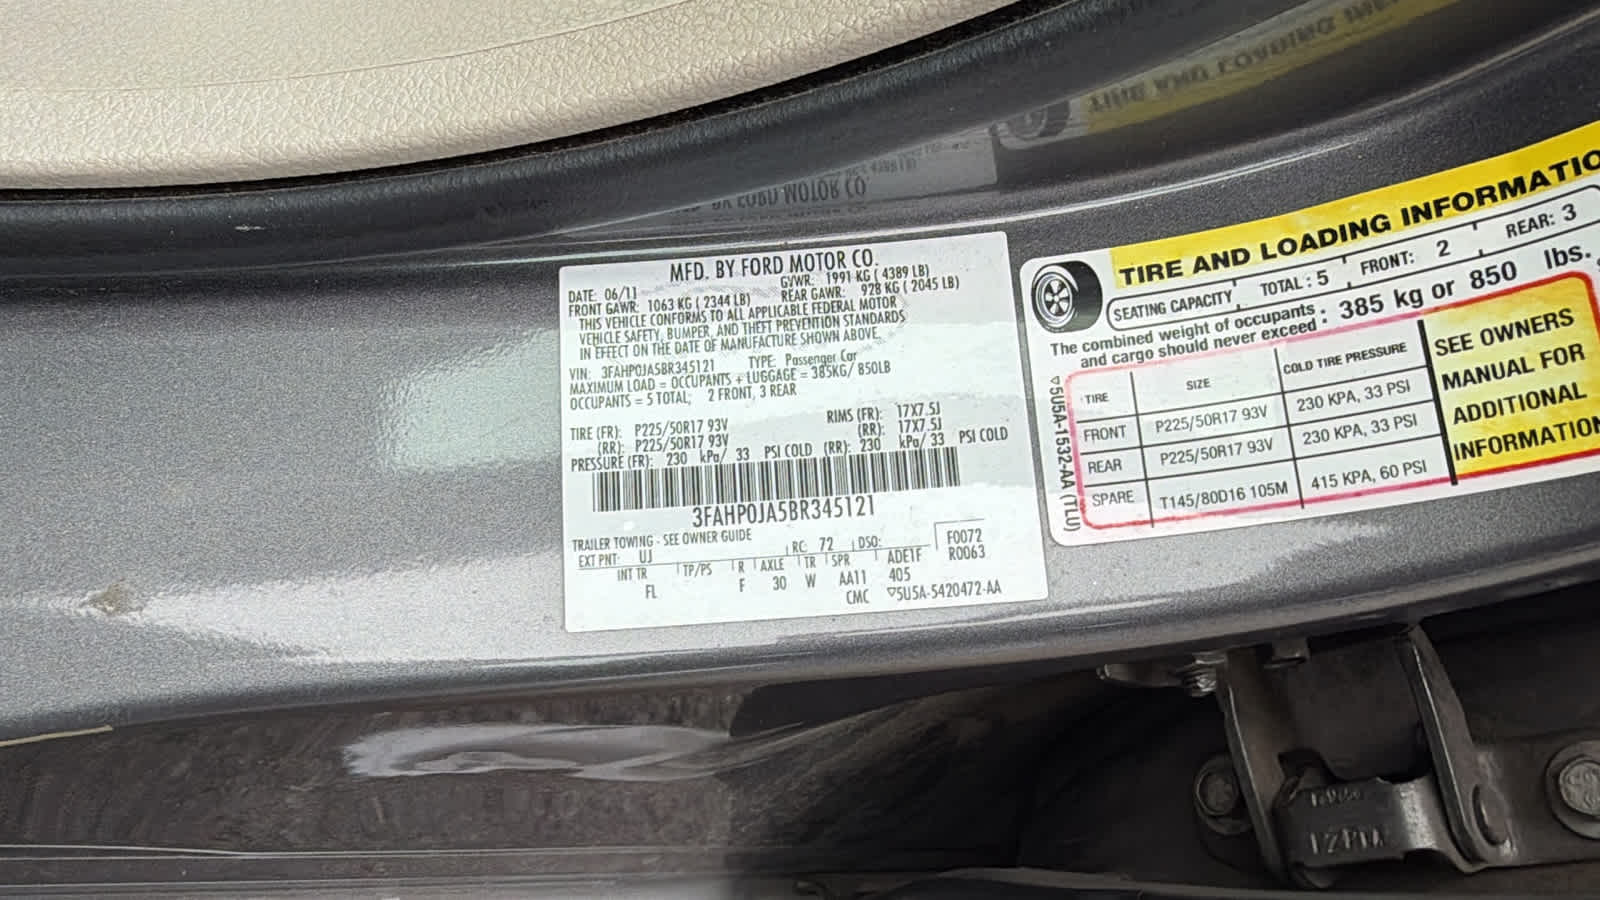 MFD. BY FORD MOTOR CO.
DATE: 06/11 GVWR: 1991 KG ( 4389 LB)
FRONT GAWR: 1063 KG ( 2344 LB) REAR GAWR: 928 KG ( 2045 LB)
THIS VEHICLE CONFORMS TO ALL APPLICABLE FEDERAL MOTOR
VEHICLE SAFETY, BUMPER, AND THEFT PREVENTION STANDARDS
IN EFFECT ON THE DATE OF MANUFACTURE SHOWN ABOVE.
VIN: 3FAHP0JA5BR345121 TYPE: Passenger Car
MAXIMUM LOAD = OCCUPANTS + LUGGAGE = 385KG/ 850LB
OCCUPANTS = 5 TOTAL; 2 FRONT, 3 REAR
TIRE (FR): P225/50R17 93V RIMS (FR): 17X7.5J
(RR): P225/50R17 93V (RR): 17X7.5J
PRESSURE (FR): 230 kPa/ 33 PSI COLD (RR): 230 kPa/ 33 PSI COLD
3FAHP0JA5BR345121
TRAILER TOWING - SEE OWNER GUIDE
EXT PNT: UJ RC: 72 DSO: F0072
R0063
INT TR TP/PS R AXLE TR SPR ADE1F
FL F 30 W AA11 405
CMC ▽5U5A-5420472-AA
TIRE AND LOADING INFORMATIO
SEATING CAPACITY TOTAL : 5 FRONT: 2 REAR: 3
The combined weight of occupants
and cargo should never exceed : 385 kg or 850 lbs.
TIRE SIZE COLD TIRE PRESSURE
FRONT P225/50R17 93V 230 KPA, 33 PSI
REAR P225/50R17 93V 230 KPA, 33 PSI
SPARE T145/80D16 105M 415 KPA, 60 PSI
SEE OWNERS
MANUAL FOR
ADDITIONAL
INFORMATION
▽5U5A-1532-AA (TLU)